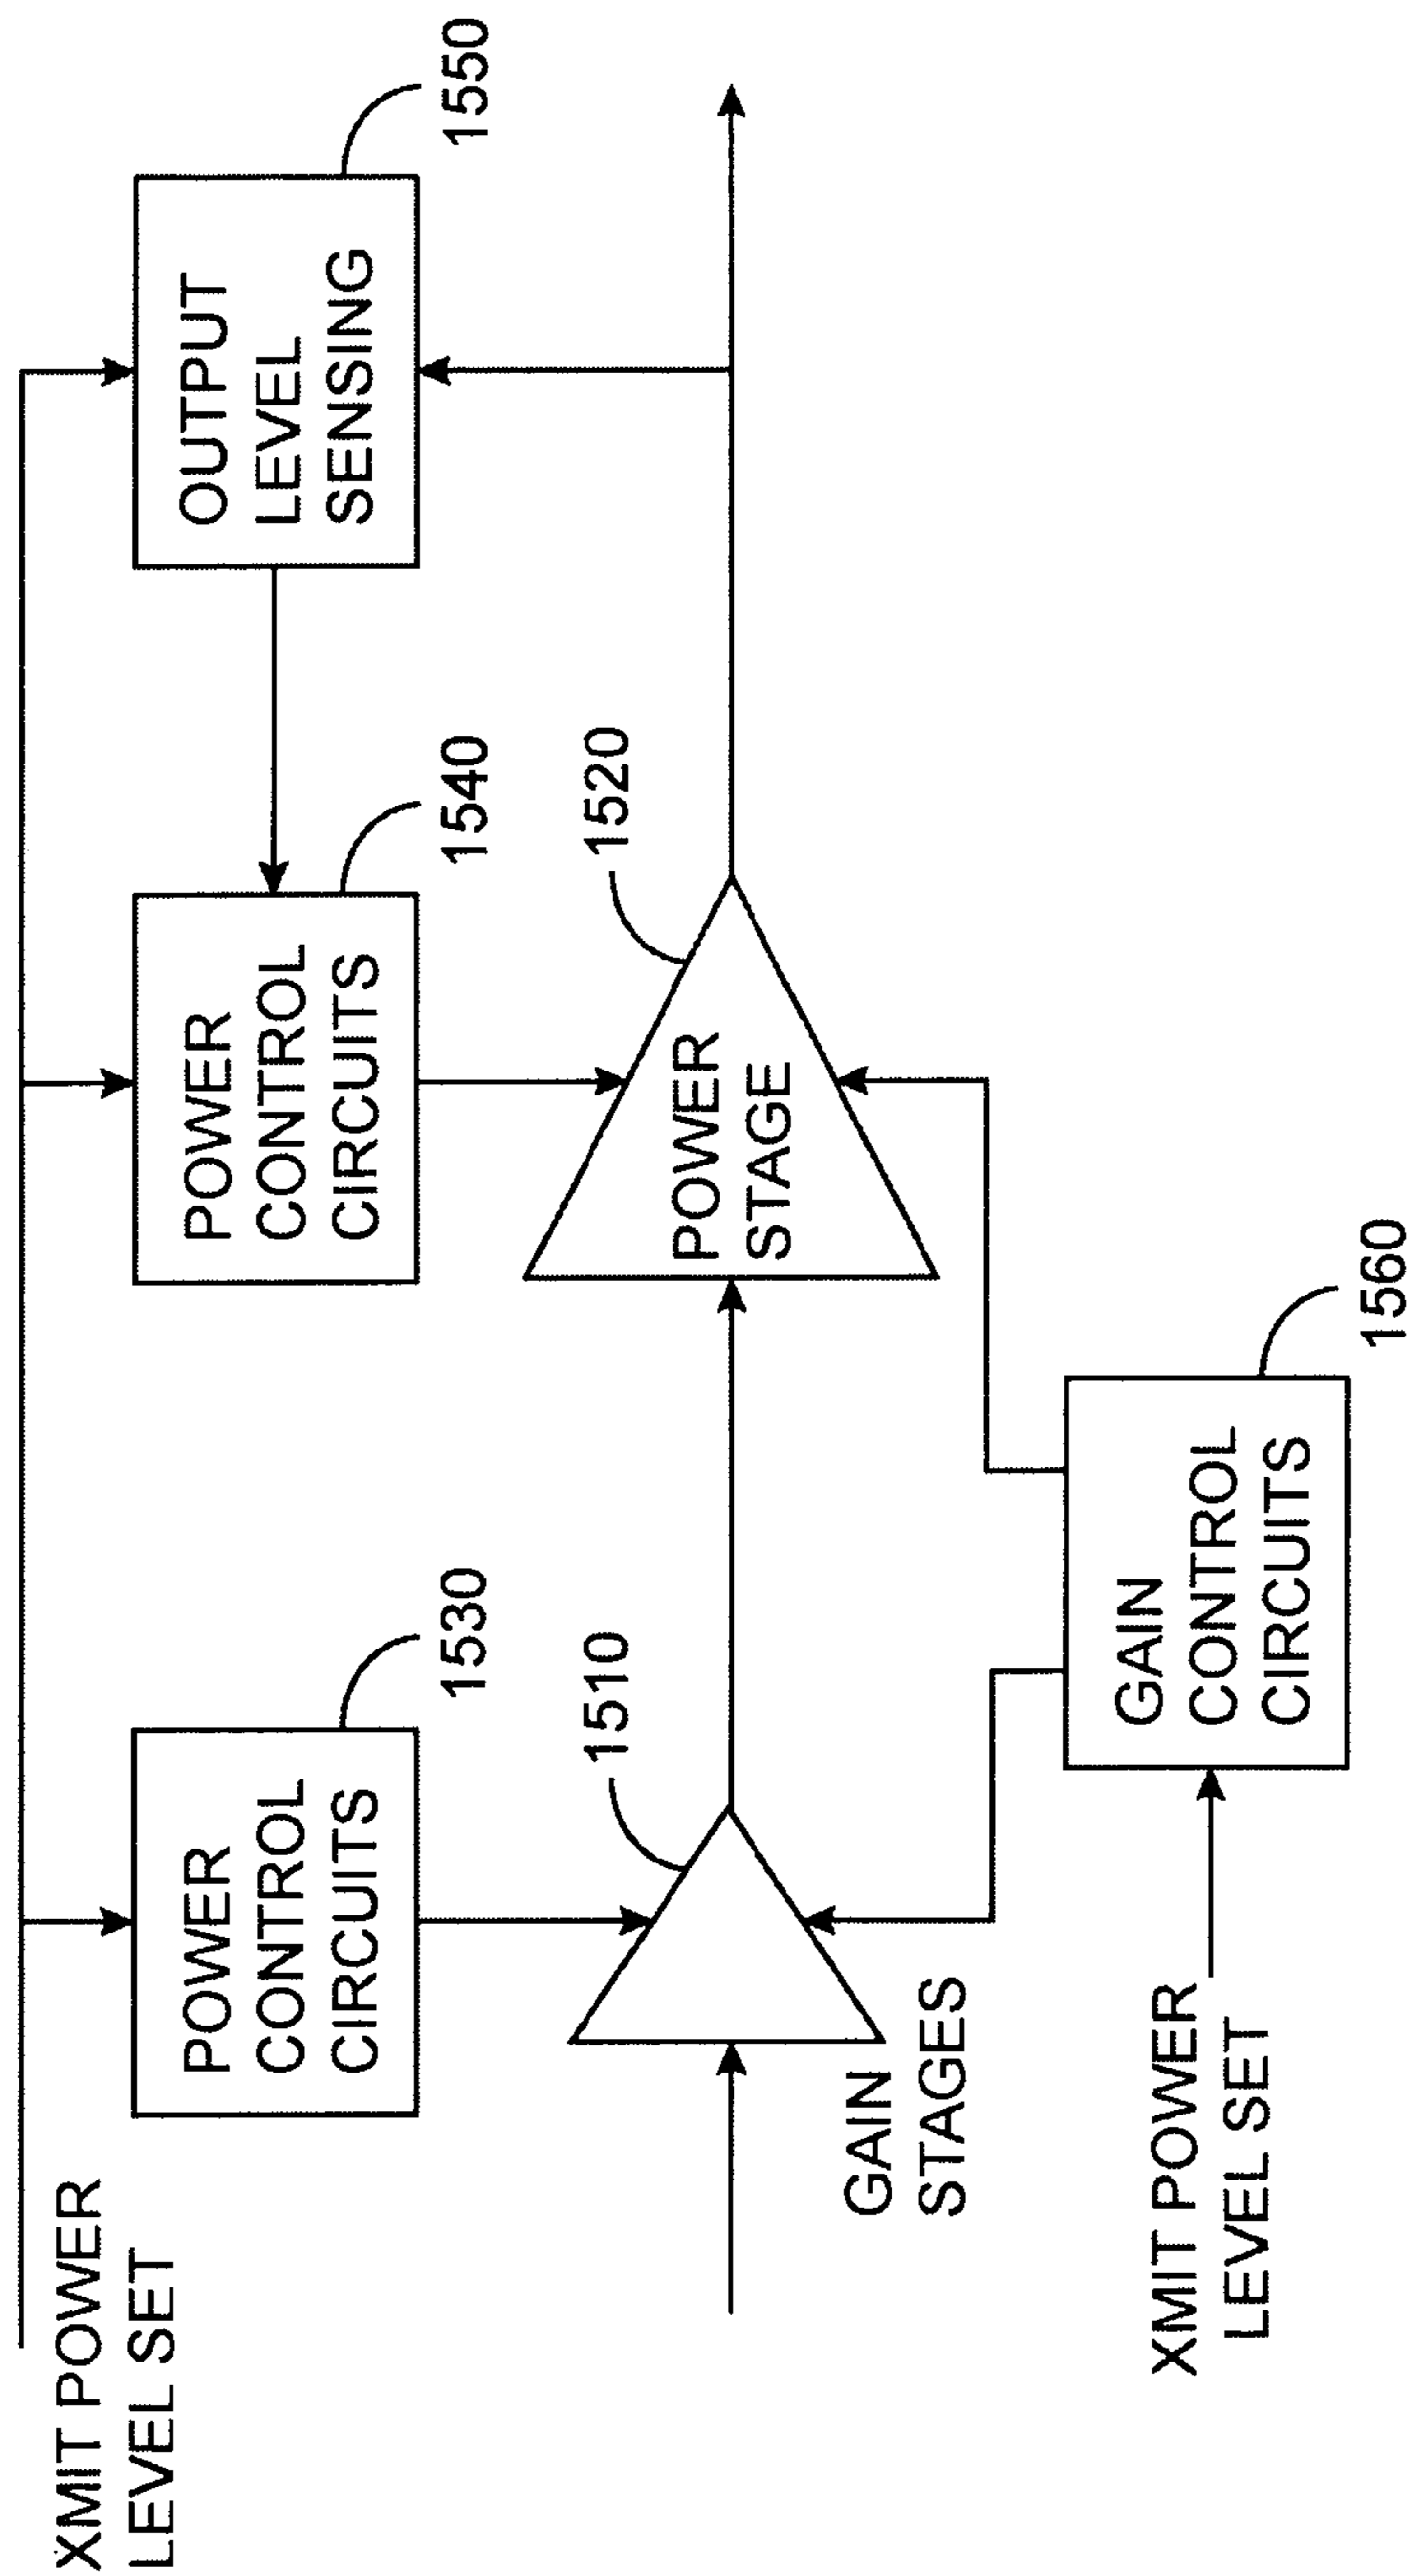 XMIT POWER
LEVEL SET
POWER
CONTROL
CIRCUITS
1530
POWER
CONTROL
CIRCUITS
1540
OUTPUT
LEVEL
SENSING
1550
1510
GAIN
STAGES
1520
POWER
STAGE
XMIT POWER
LEVEL SET
GAIN
CONTROL
CIRCUITS
1560